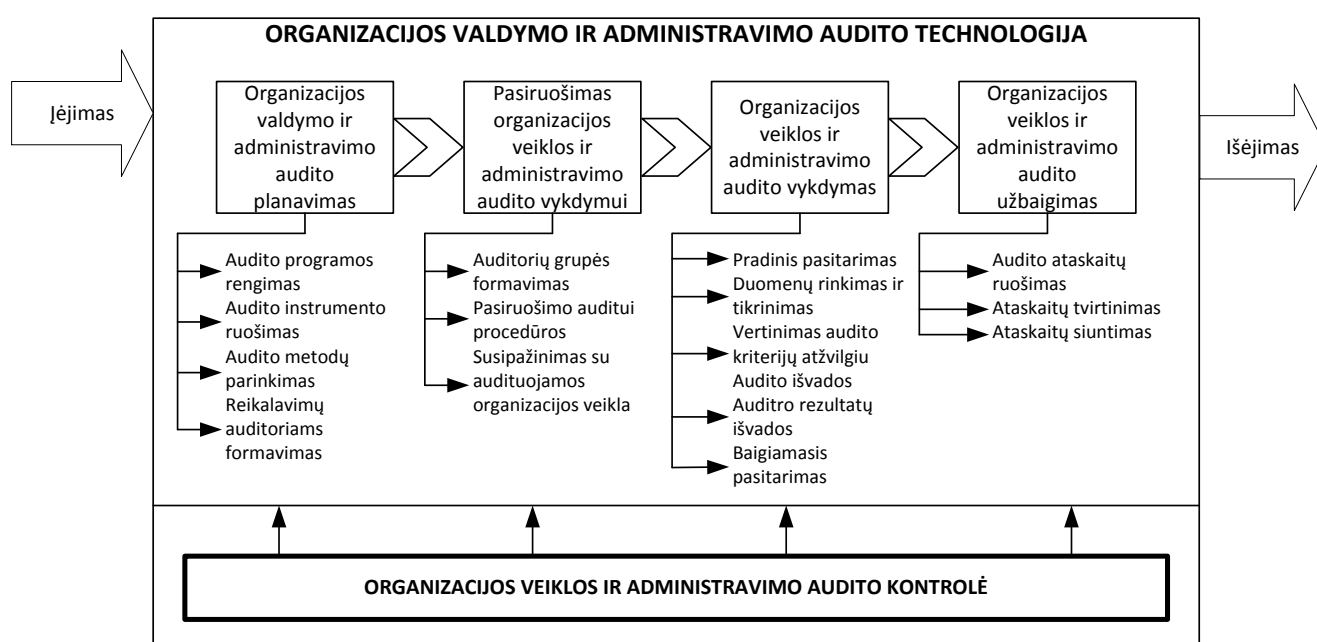 ORGANIZACIJOS VALDYMO IR ADMINISTRAVIMO AUDITO TECHNOLOGIJA
Įėjimas
Organizacijos
valdymo ir
administravimo
audito
planavimas
Pasiruošimas
organizacijos
veiklos ir
administravimo
audito vykdymui
Organizacijos
veiklos ir
administravimo
audito vykdymas
Organizacijos
veiklos ir
administravimo
audito
užbaigimas
Išėjimas
Audito programos
rengimas
Audito instrumento
ruošimas
Audito metodų
parinkimas
Reikalavimų
auditoriams
formavimas
Auditorių grupės
formavimas
Pasiruošimo auditui
procedūros
Susipažinimas su
audituojamos
organizacijos veikla
Pradinis pasitarimas
Duomenų rinkimas ir
tikrinimas
Vertinimas audito
kriterijų atžvilgiu
Audito išvados
Auditro rezultatų
išvados
Baigiamasis
pasitarimas
Audito ataskaitų
ruošimas
Ataskaitų tvirtinimas
Ataskaitų siuntimas
ORGANIZACIJOS VEIKLOS IR ADMINISTRAVIMO AUDITO KONTROLĖ